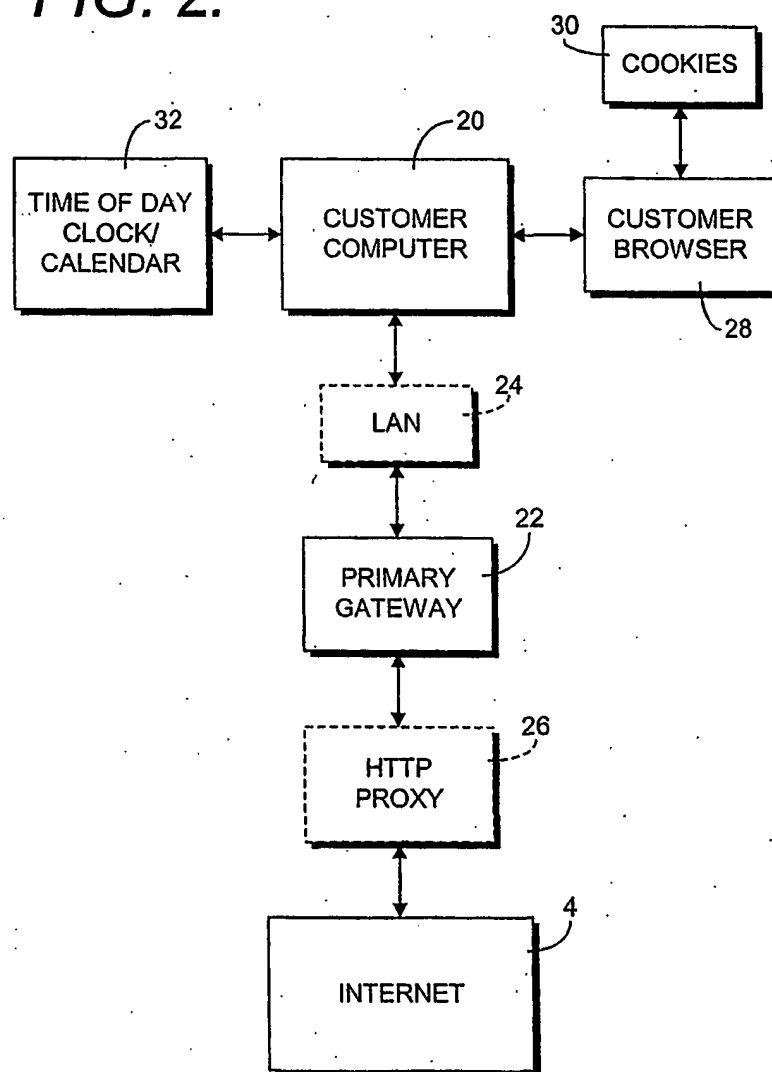 FIG. 2.
30
COOKIES
32
20
TIME OF DAY
CLOCK/
CALENDAR
CUSTOMER
COMPUTER
CUSTOMER
BROWSER
28
24
LAN
22
PRIMARY
GATEWAY
26
HTTP
PROXY
4
INTERNET